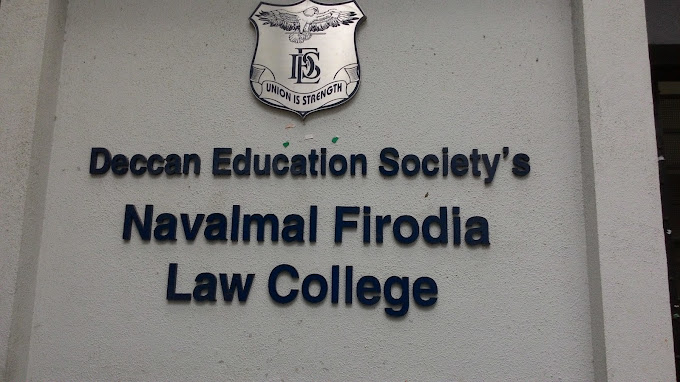 DES
UNION IS STRENGTH
Deccan Education Society's
Navalmal Firodia
Law College